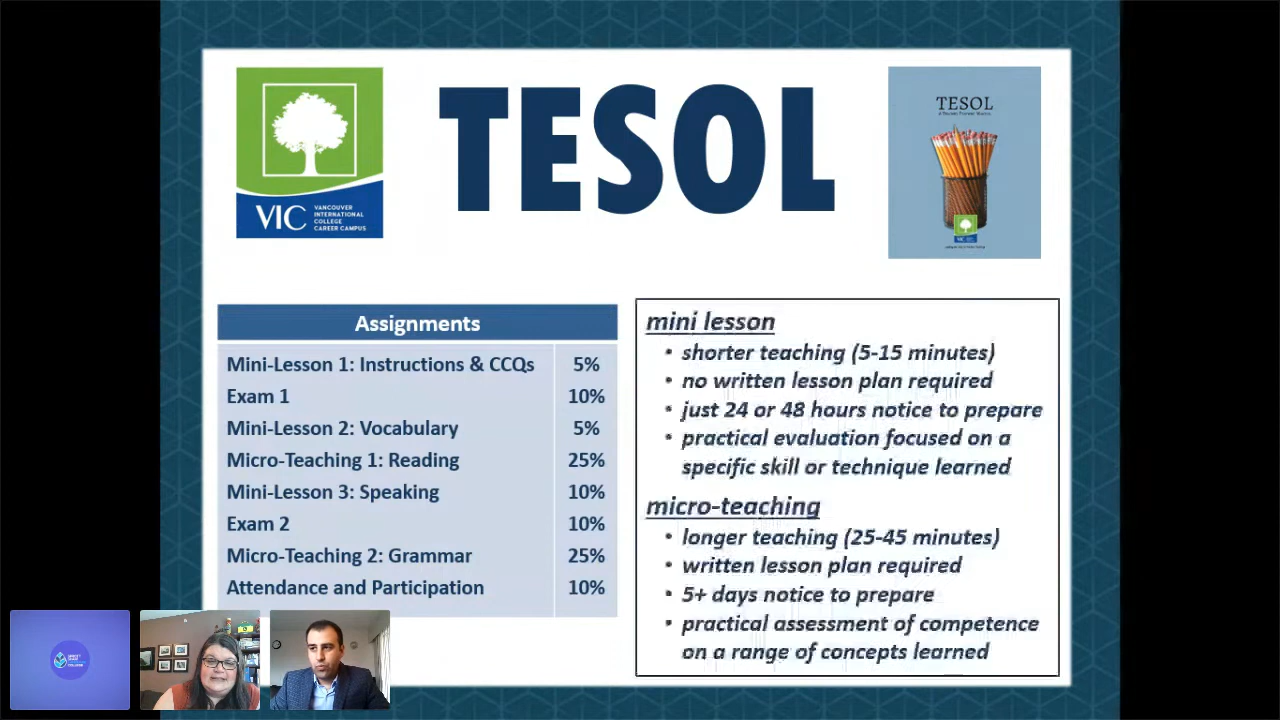 TESOL
VIC
VANCOUVER
INTERNATIONAL
COLLEGE
CAREER CAMPUS
TESOL
VIC
Assignments
Mini-Lesson 1: Instructions & CCQs 5%
Exam 1 10%
Mini-Lesson 2: Vocabulary 5%
Micro-Teaching 1: Reading 25%
Mini-Lesson 3: Speaking 10%
Exam 2 10%
Micro-Teaching 2: Grammar 25%
Attendance and Participation 10%
mini lesson
• shorter teaching (5-15 minutes)
• no written lesson plan required
• just 24 or 48 hours notice to prepare
• practical evaluation focused on a
specific skill or technique learned
micro-teaching
• longer teaching (25-45 minutes)
• written lesson plan required
• 5+ days notice to prepare
• practical assessment of competence
on a range of concepts learned
COLLEGE